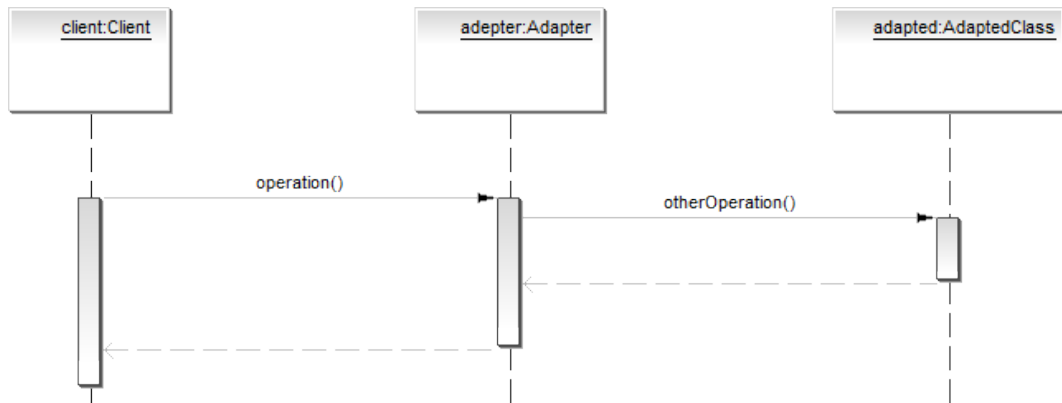 client:Client
adepter:Adapter
adapted:AdaptedClass
operation()
otherOperation()